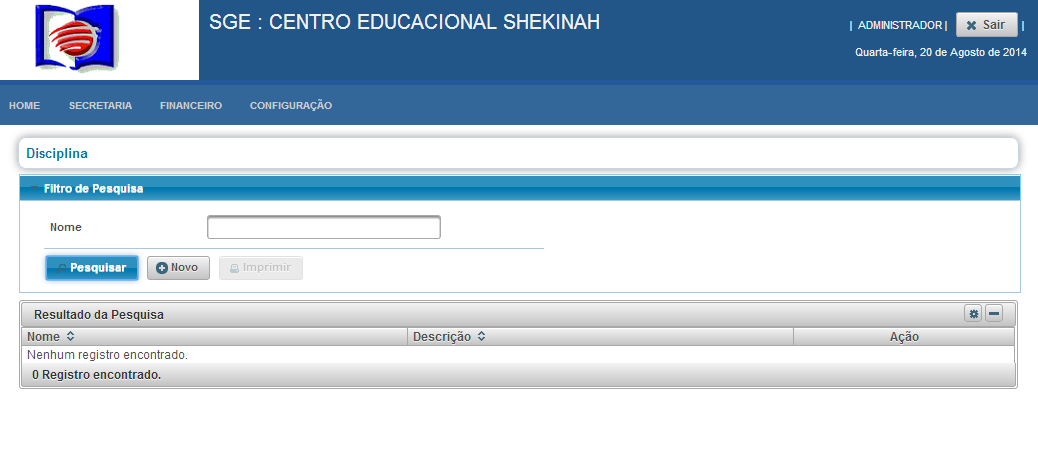 SGE : CENTRO EDUCACIONAL SHEKINAH
| ADMINISTRADOR | Sair |
Quarta-feira, 20 de Agosto de 2014
HOME SECRETARIA FINANCEIRO CONFIGURAÇÃO
Disciplina
Filtro de Pesquisa
Nome
Pesquisar Novo Imprimir
Resultado da Pesquisa
Nome Descrição Ação
Nenhum registro encontrado.
0 Registro encontrado.